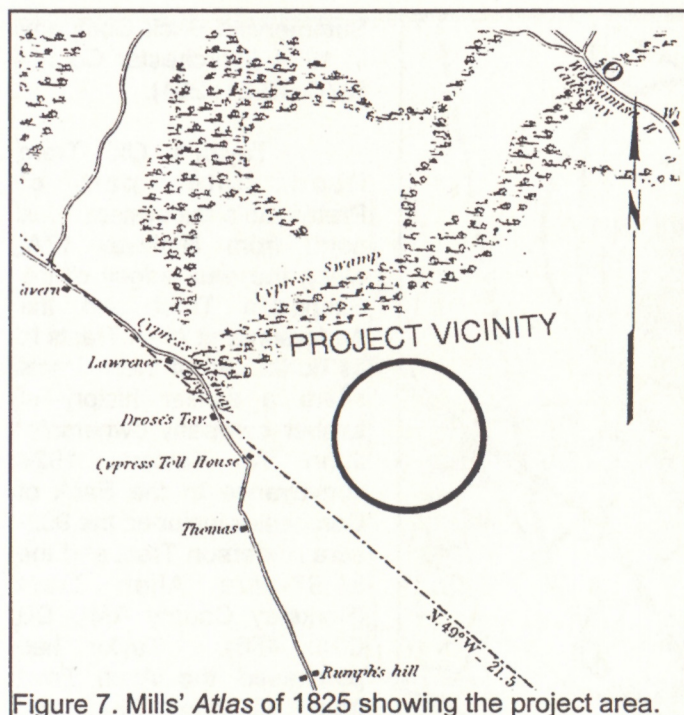 Wassamasaw
Causeway
N
Cypress Swamp
PROJECT VICINITY
avern
Cypress Causeway
Lawrence
Drose's Tav.
Cypress Toll House
Thomas
N. 49° W - 21.5
Rumph's hill
Figure 7. Mills' Atlas of 1825 showing the project area.